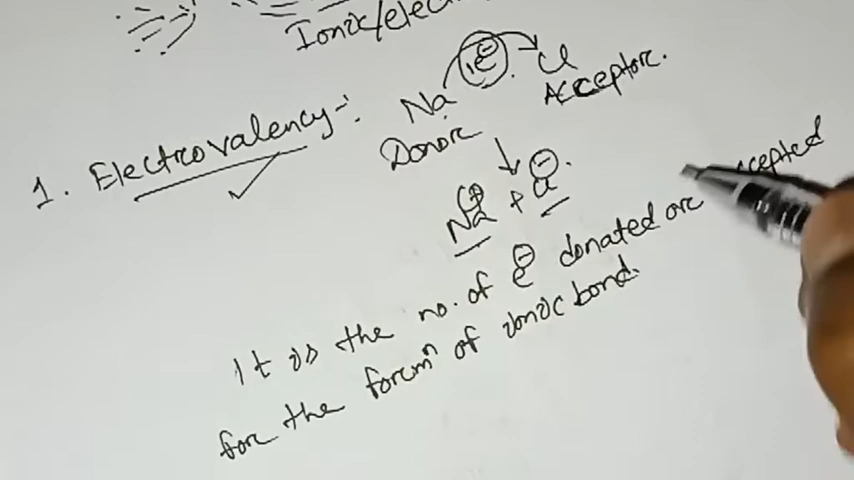 Ionic/elec
1. Electrovalency:-
Na 1e⊖ Cl
Donor Acceptor.
Na⊕ + Cl⊖.
It is the no. of e⊖ donated or accepted
for the formⁿ of ionic bond.